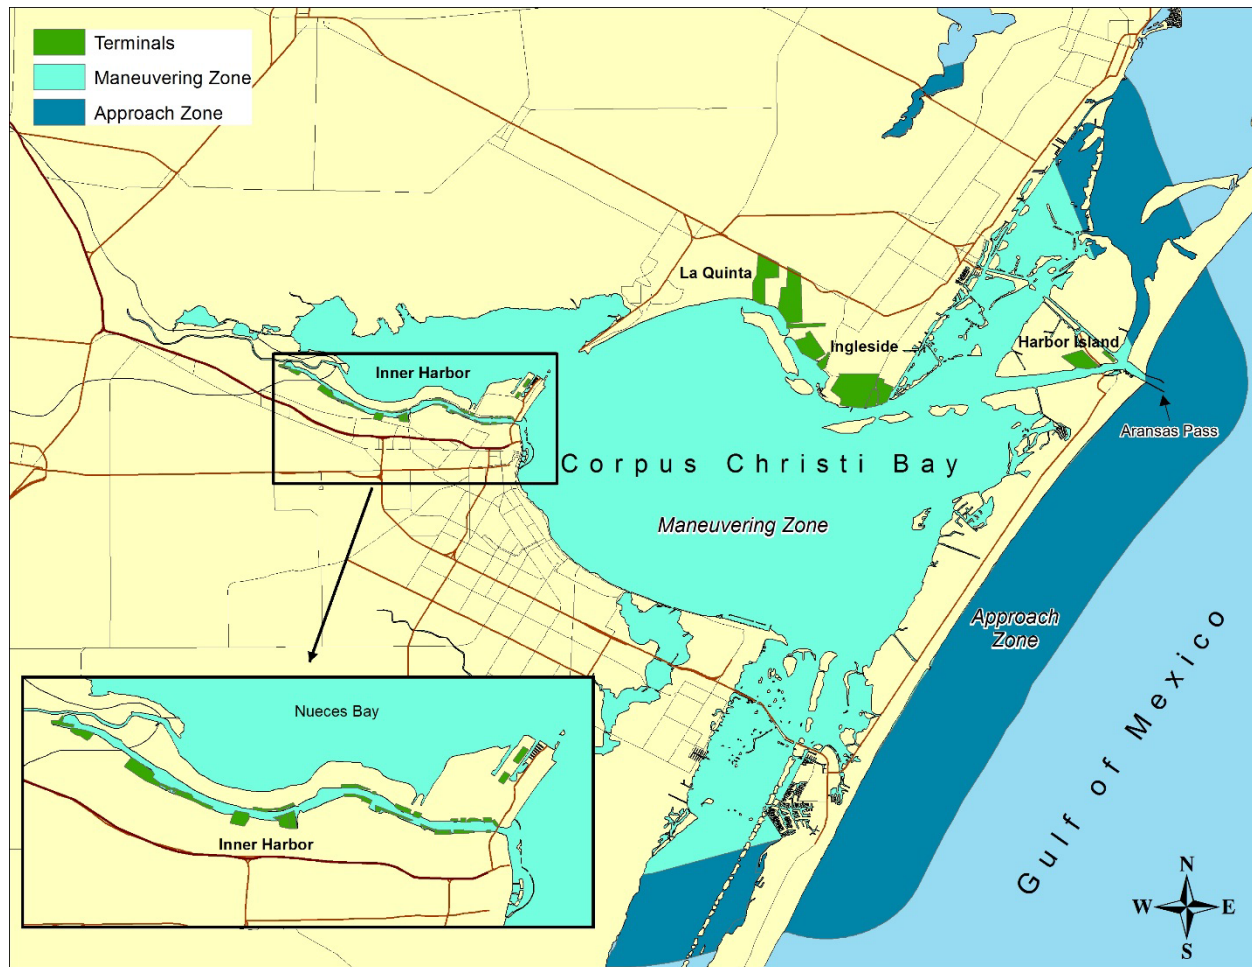 Terminals
Maneuvering Zone
Approach Zone
La Quinta
Ingleside
Harbor Island
Inner Harbor
Aransas Pass
Corpus Christi Bay
Maneuvering Zone
Approach
Zone
Gulf of Mexico
Nueces Bay
Inner Harbor
N
W
E
S